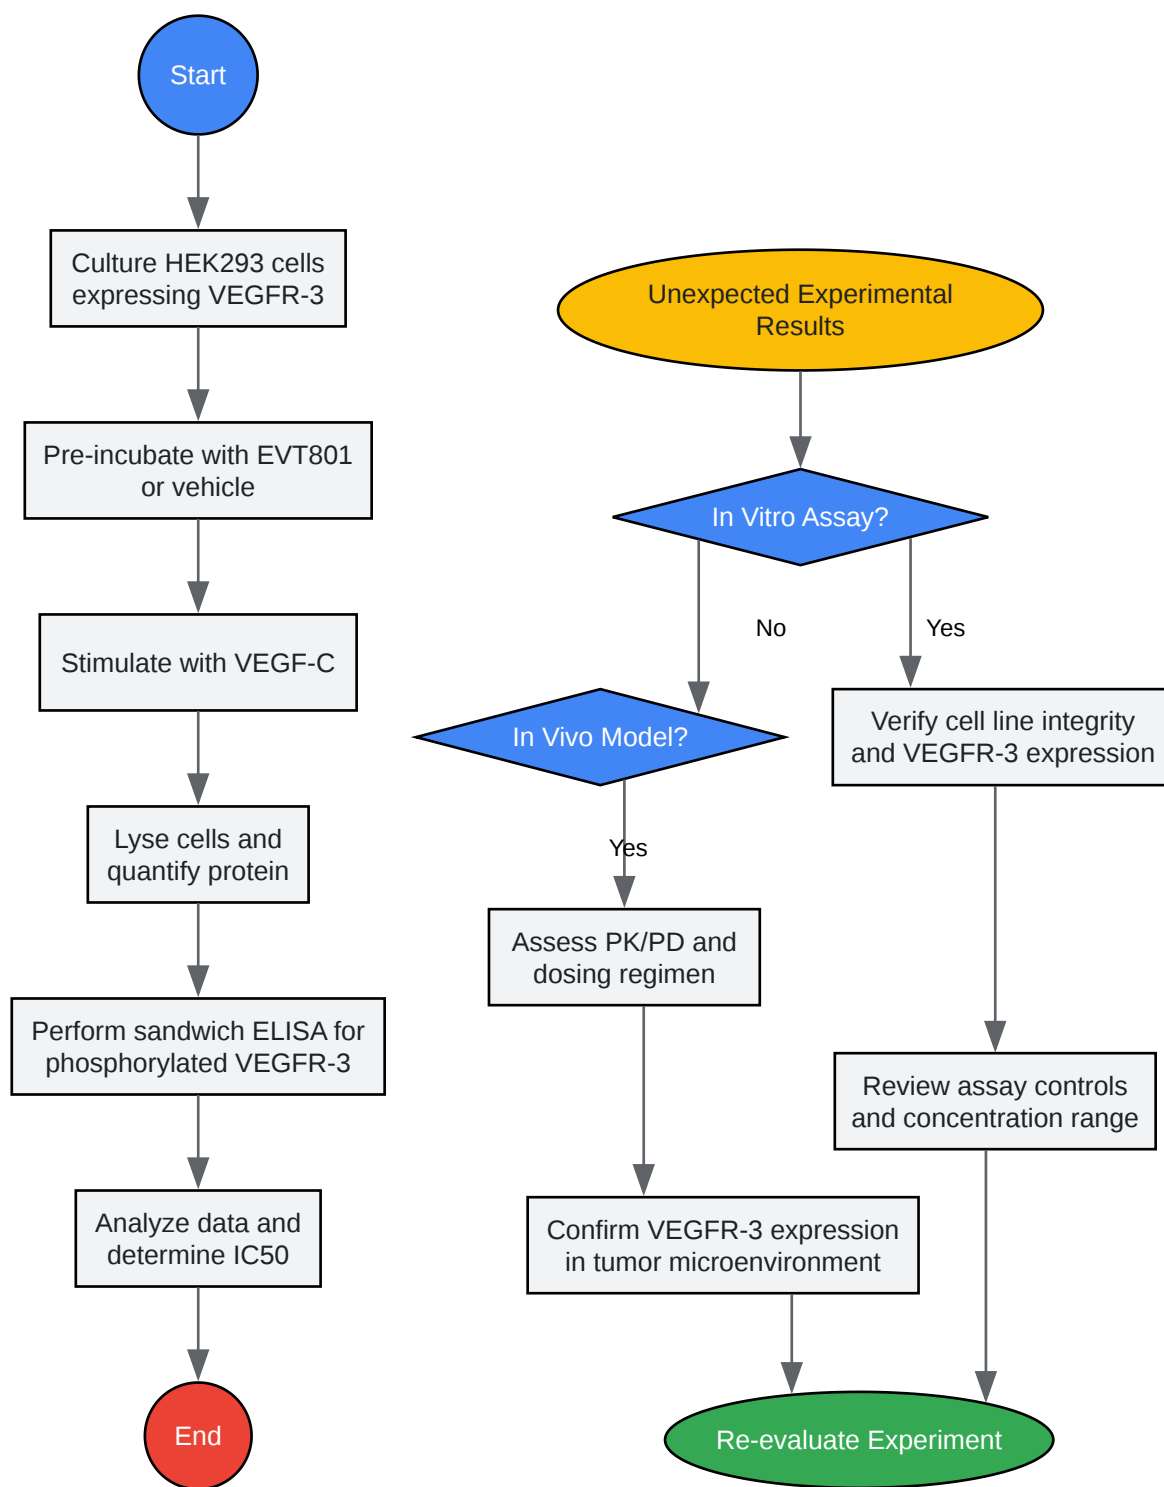 Start
Culture HEK293 cells
expressing VEGFR-3
Pre-incubate with EVT801
or vehicle
Stimulate with VEGF-C
Lyse cells and
quantify protein
Perform sandwich ELISA for
phosphorylated VEGFR-3
Analyze data and
determine IC50
End
Unexpected Experimental
Results
In Vitro Assay?
No
Yes
In Vivo Model?
Verify cell line integrity
and VEGFR-3 expression
Yes
Assess PK/PD and
dosing regimen
Review assay controls
and concentration range
Confirm VEGFR-3 expression
in tumor microenvironment
Re-evaluate Experiment